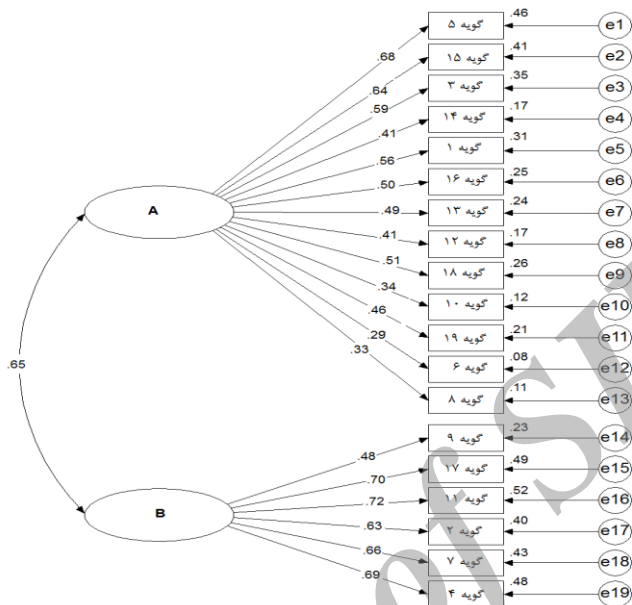 گویه ۵ .46 e1
.68
گویه ۱۵ .41 e2
.64
گویه ۳ .35 e3
.59
گویه ۱۴ .17 e4
.41
گویه ۱ .31 e5
.56
گویه ۱۶ .25 e6
.50
A
گویه ۱۳ .24 e7
.49
گویه ۱۲ .17 e8
.41
گویه ۱۸ .26 e9
.51
گویه ۱۰ .12 e10
.34
گویه ۱۹ .21 e11
.46
گویه ۶ .08 e12
.29
گویه ۸ .11 e13
.33
.65
گویه ۹ .23 e14
.48
گویه ۱۷ .49 e15
.70
گویه ۱۱ .52 e16
.72
B
گویه ۲ .40 e17
.63
گویه ۷ .43 e18
.66
گویه ۴ .48 e19
.69
of